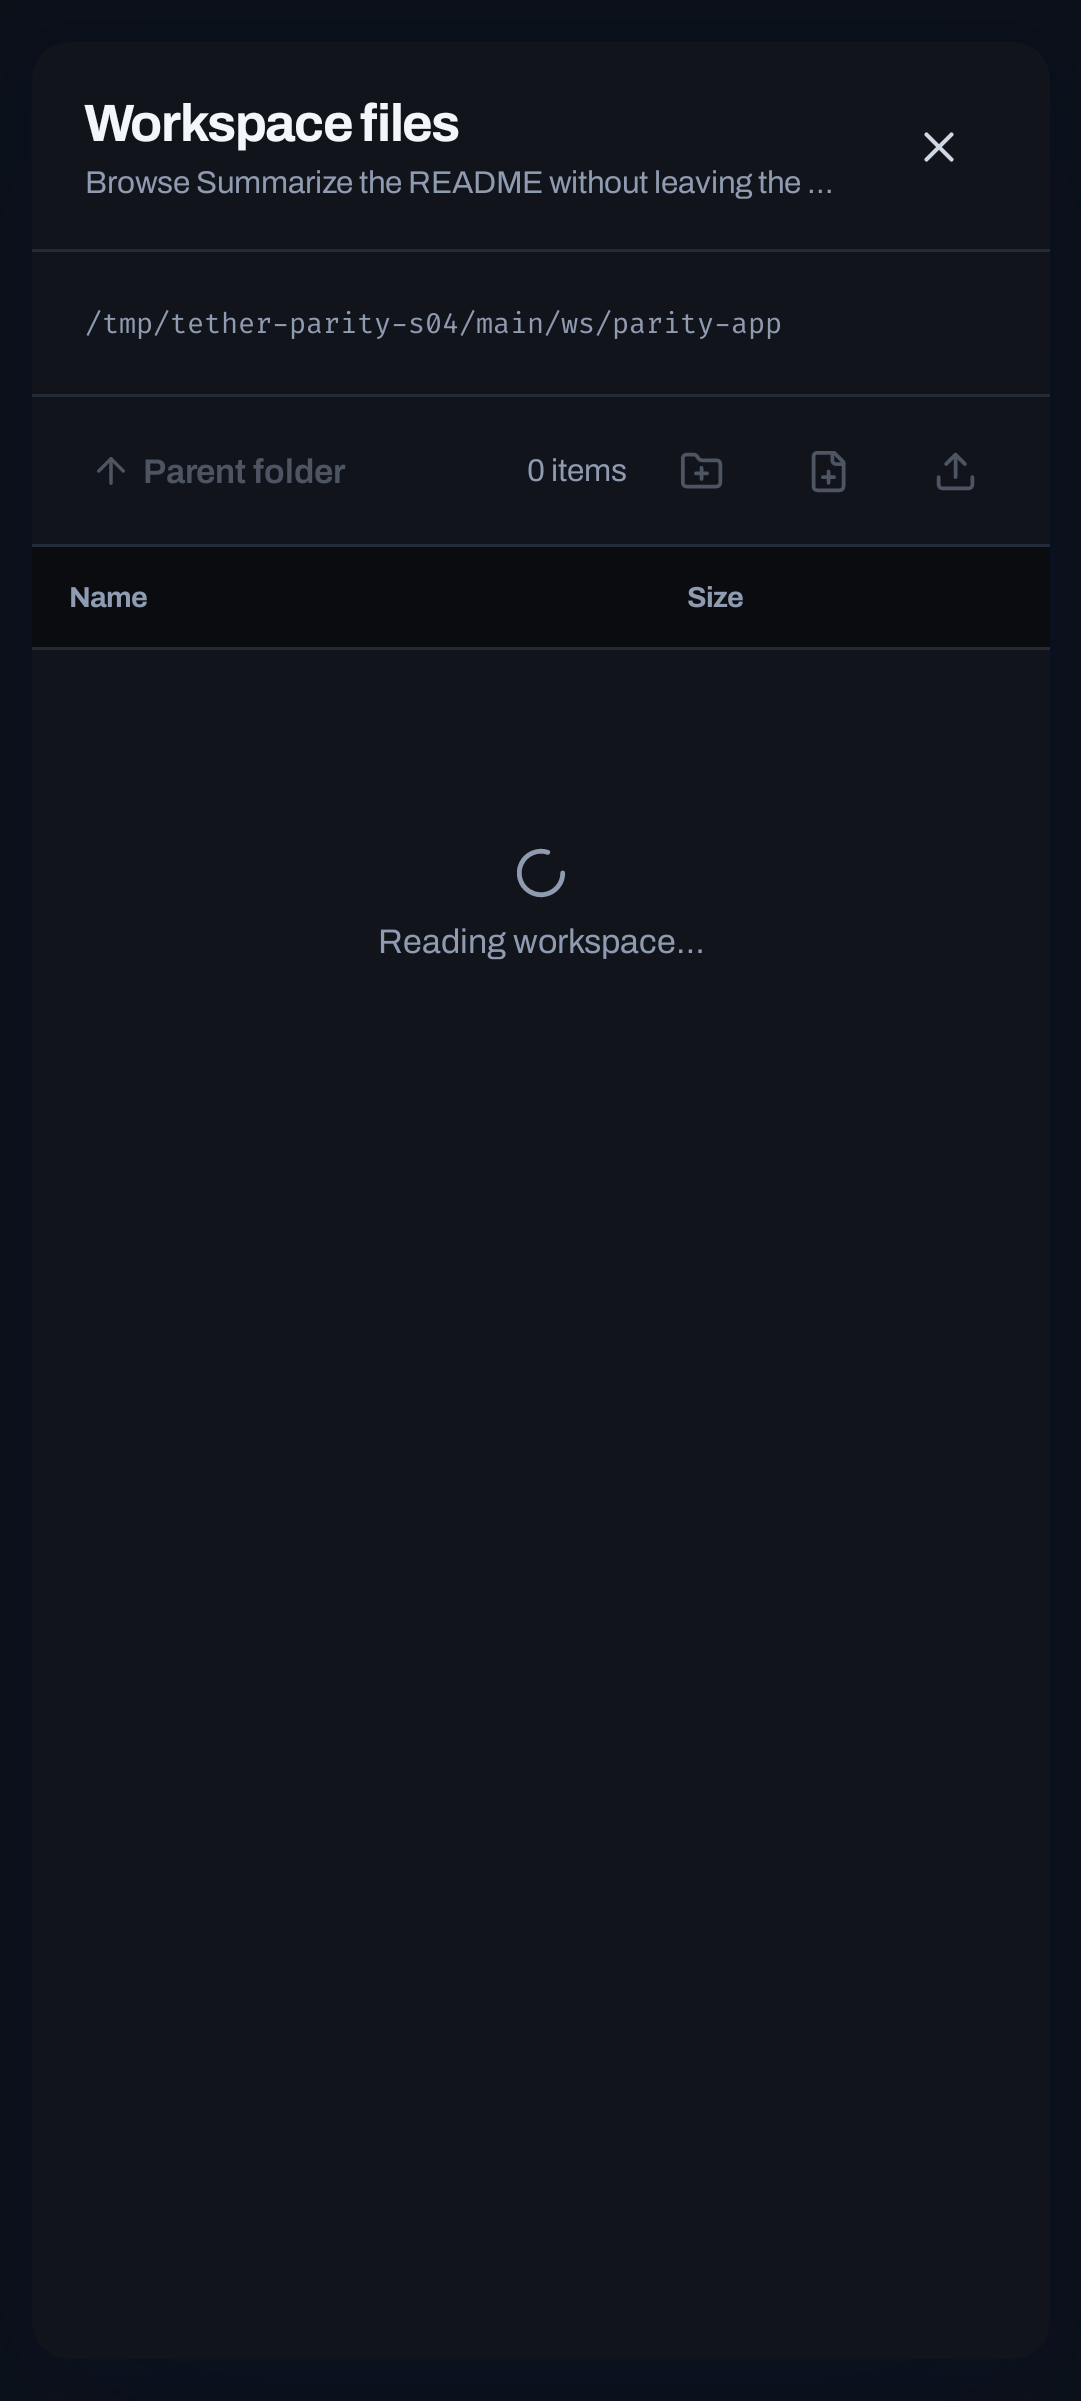 Workspace files
Browse Summarize the README without leaving the ...
/tmp/tether-parity-s04/main/ws/parity-app
Parent folder 0 items
Name Size
Reading workspace...